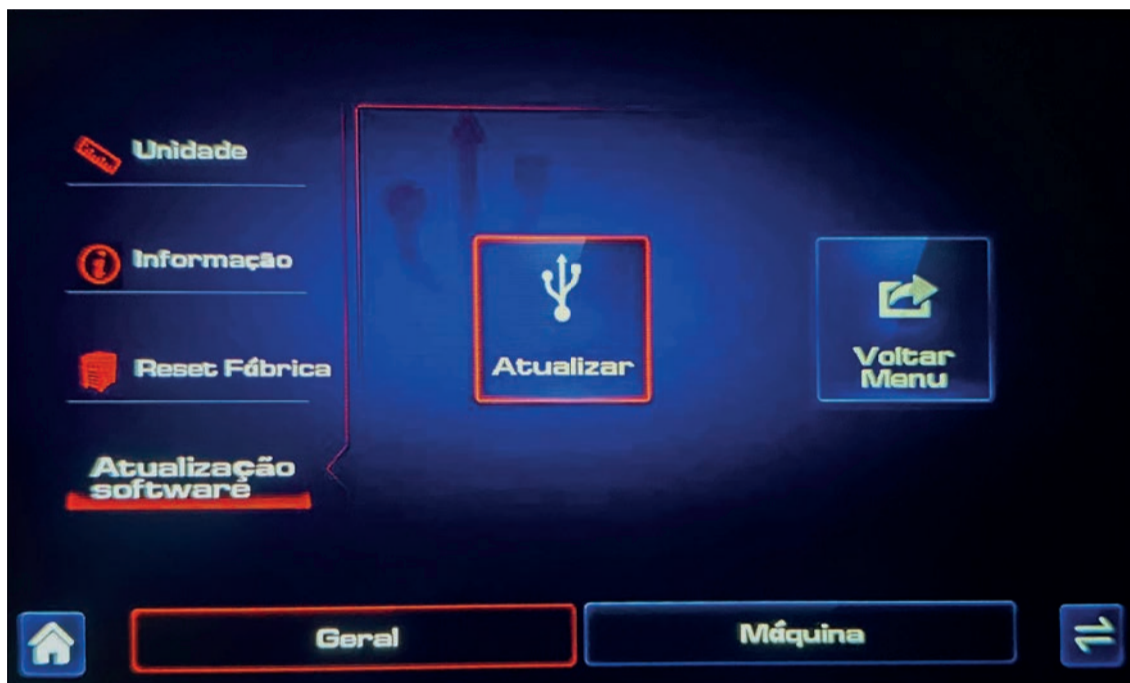 Unidade
Informação
Reset Fábrica
Atualização
software
Atualizar
Voltar
Menu
Geral
Máquina